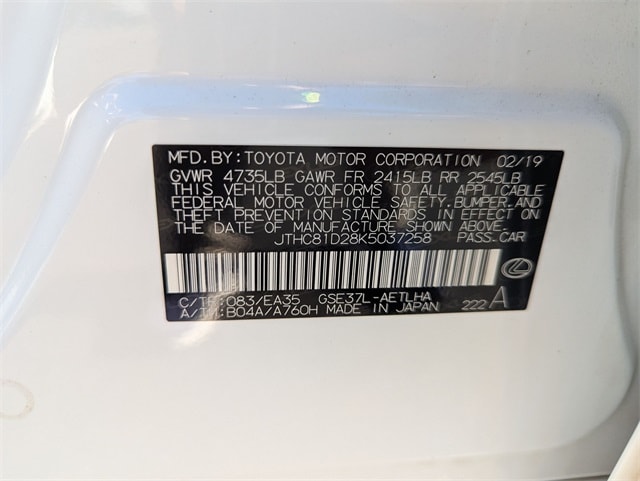 MFD.BY:TOYOTA MOTOR CORPORATION 02/19
GVWR 4735LB GAWR FR 2415LB RR 2545LB
THIS VEHICLE CONFORMS TO ALL APPLICABLE
FEDERAL MOTOR VEHICLE SAFETY,BUMPER,AND
THEFT PREVENTION STANDARDS IN EFFECT ON
THE DATE OF MANUFACTURE SHOWN ABOVE.
JTHC81D28K5037258 PASS.CAR
C/TR:083/EA35 GSE37L-AETLHA
A/TM:B04A/A760H MADE IN JAPAN 222 A